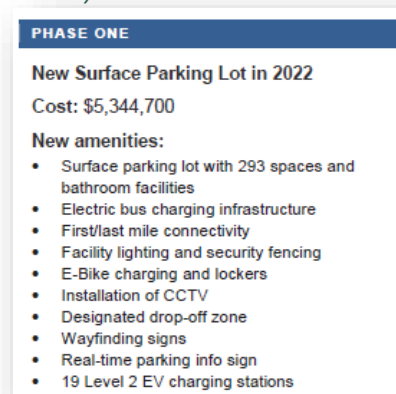 PHASE ONE
New Surface Parking Lot in 2022
Cost: $5,344,700
New amenities:
• Surface parking lot with 293 spaces and
bathroom facilities
• Electric bus charging infrastructure
• First/last mile connectivity
• Facility lighting and security fencing
• E-Bike charging and lockers
• Installation of CCTV
• Designated drop-off zone
• Wayfinding signs
• Real-time parking info sign
• 19 Level 2 EV charging stations